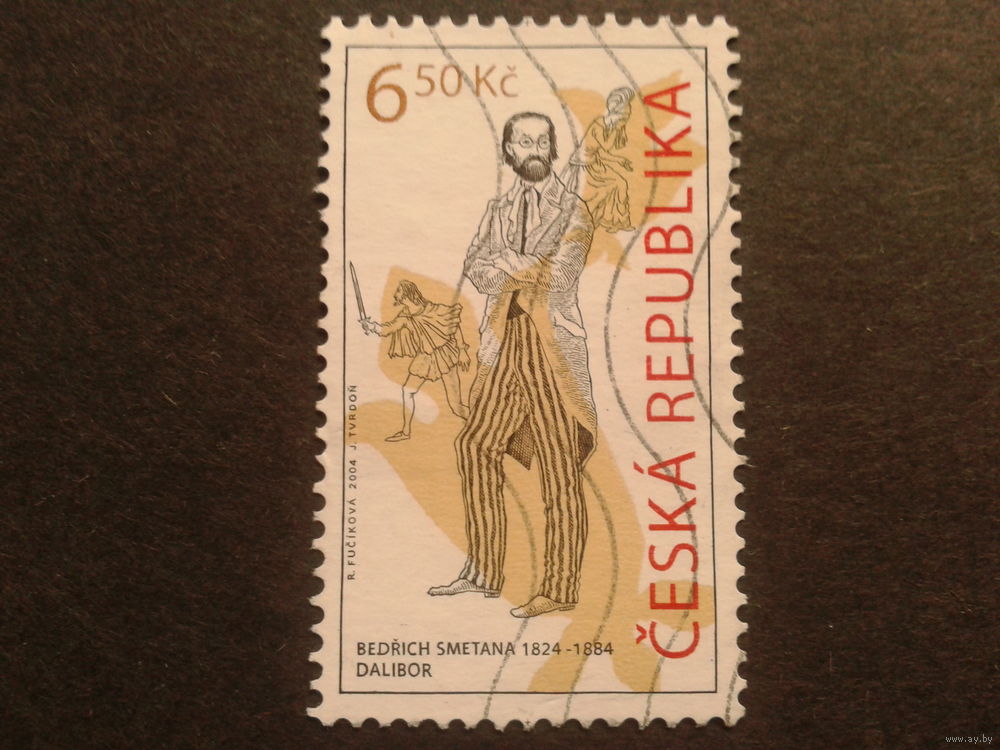 6 50 Kč
ČESKÁ REPUBLIKA
R. FUČÍKOVÁ 2004 J. TVRDOŇ
BEDŘICH SMETANA 1824 -1884
DALIBOR
www.ay.by